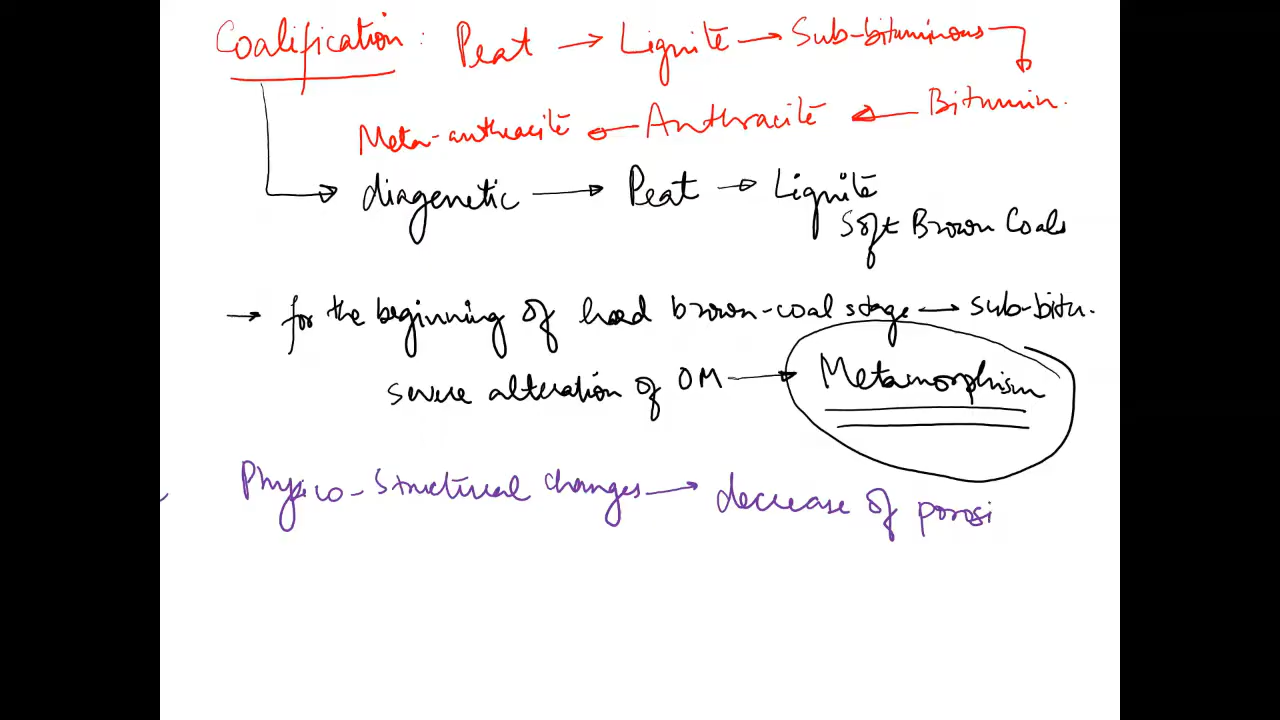 Coalification: Peat → Lignite → Sub-bituminous →
Meta-anthracite ← Anthracite ← Bitumin.
→ diagenetic → Peat → Lignite
Soft Brown Coals
→ for the beginning of hard brown-coal stage → sub-bitu.
severe alteration of OM → Metamorphism
Physico-Structural changes → decrease of porosi